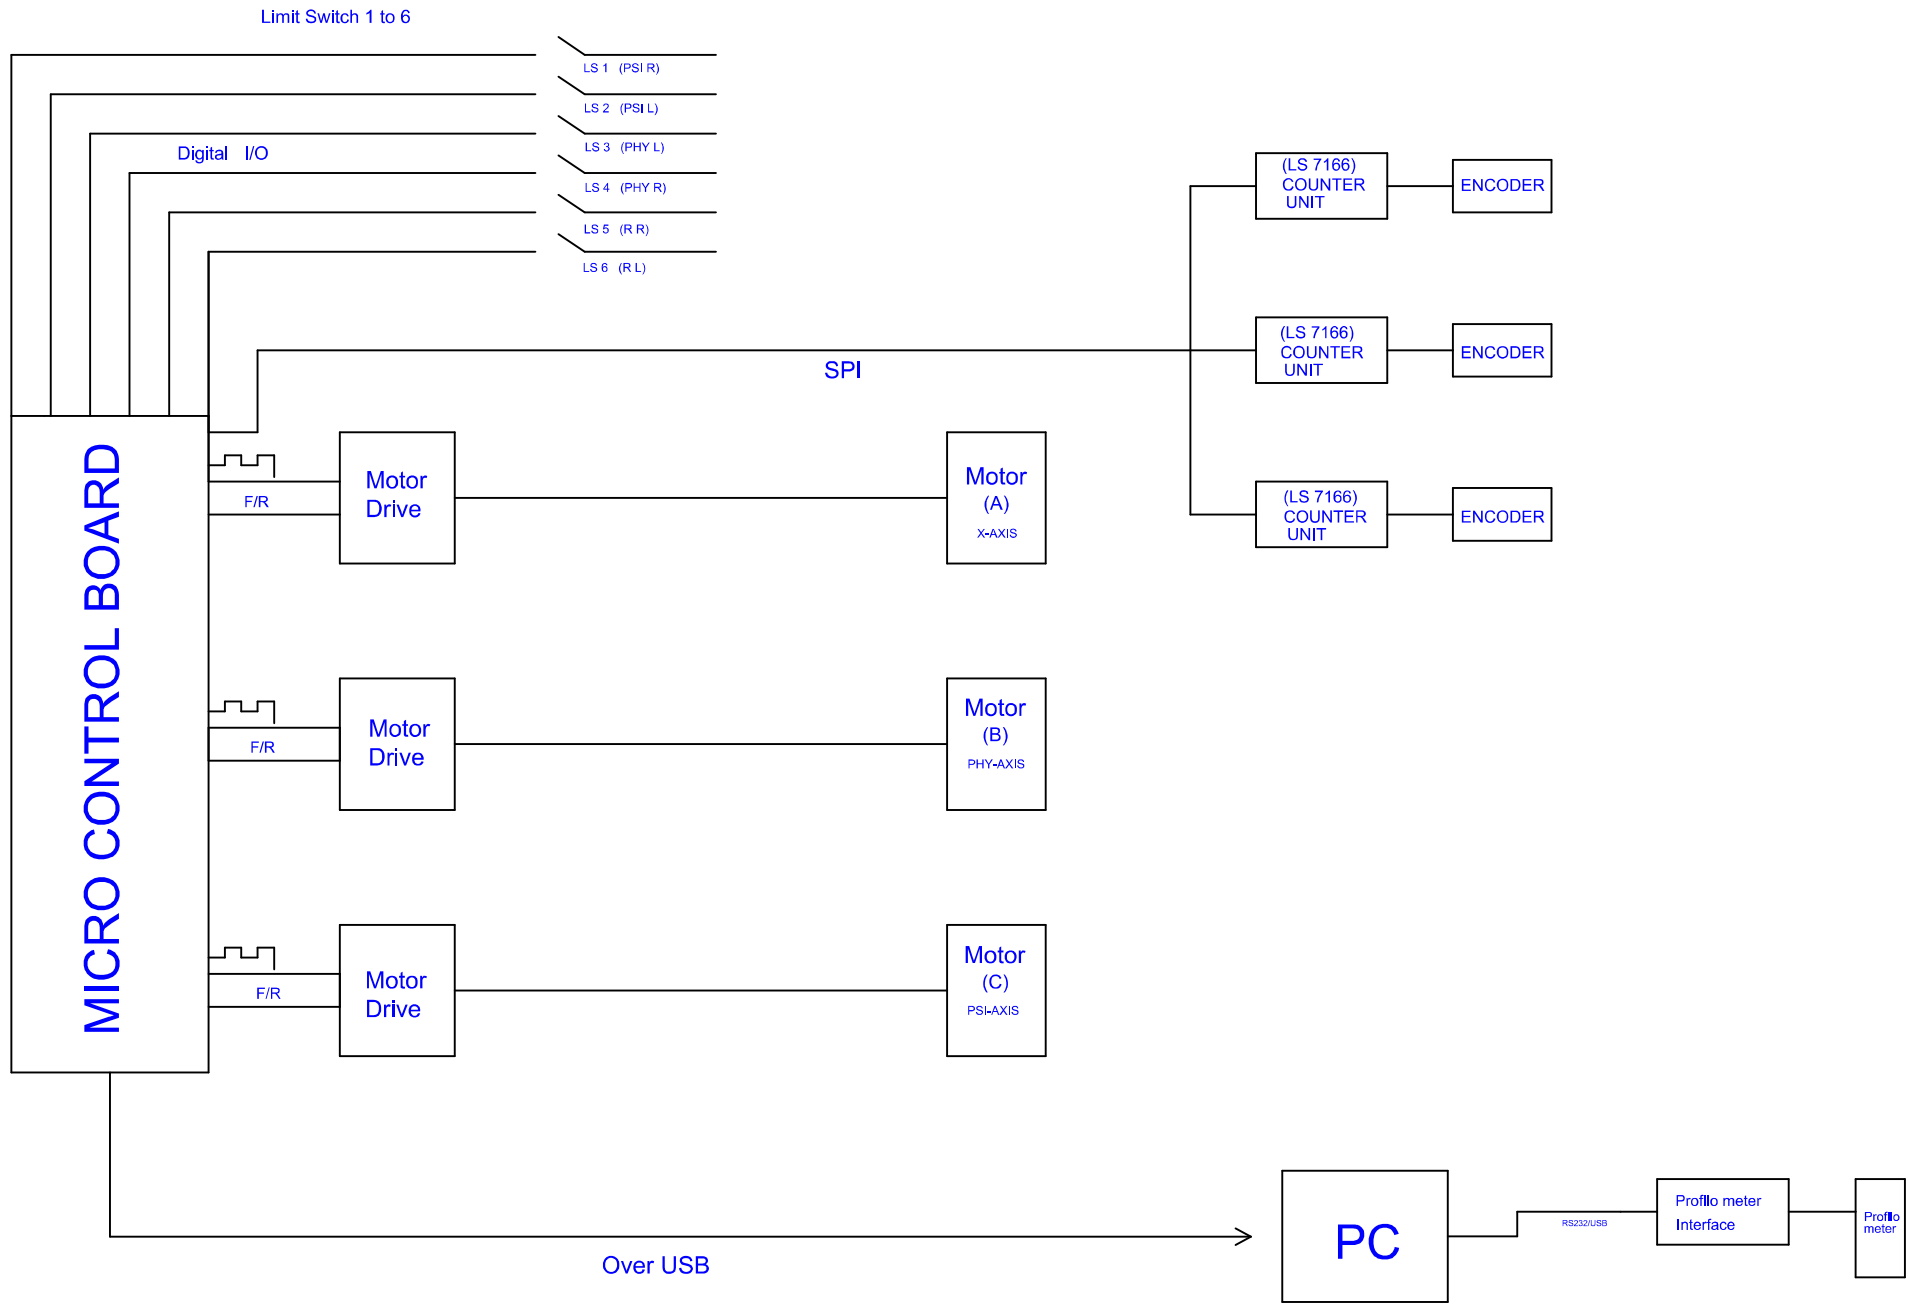 Limit Switch 1 to 6
LS 1 (PSI R)
LS 2 (PSI L)
LS 3 (PHY L)
Digital I/O
LS 4 (PHY R)
LS 5 (R R)
LS 6 (R L)
(LS 7166)
COUNTER
UNIT
ENCODER
(LS 7166)
COUNTER
UNIT
ENCODER
SPI
(LS 7166)
COUNTER
UNIT
ENCODER
MICRO CONTROL BOARD
F/R
Motor
Drive
Motor
(A)
X-AXIS
F/R
Motor
Drive
Motor
(B)
PHY-AXIS
F/R
Motor
Drive
Motor
(C)
PSI-AXIS
Over USB
PC
RS232/USB
Profilo meter
Interface
Profilo
meter